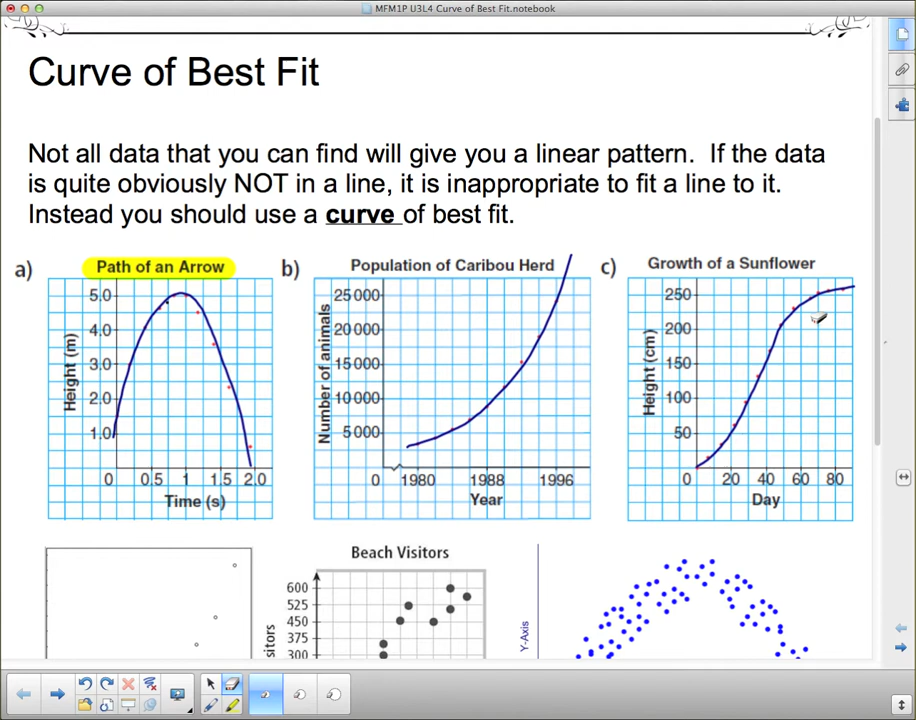 MFM1P U3L4 Curve of Best Fit.notebook
Curve of Best Fit
Not all data that you can find will give you a linear pattern.  If the data
is quite obviously NOT in a line, it is inappropriate to fit a line to it.
Instead you should use a curve of best fit.
a)
Path of an Arrow
Height (m)
5.0
4.0
3.0
2.0
1.0
0 0.5 1 1.5 2.0
Time (s)
b)
Population of Caribou Herd
Number of animals
25 000
20 000
15 000
10 000
5 000
0 1980 1988 1996
Year
c)
Growth of a Sunflower
Height (cm)
250
200
150
100
50
0 20 40 60 80
Day
Beach Visitors
600
525
450
375
300
sitors
Y-Axis